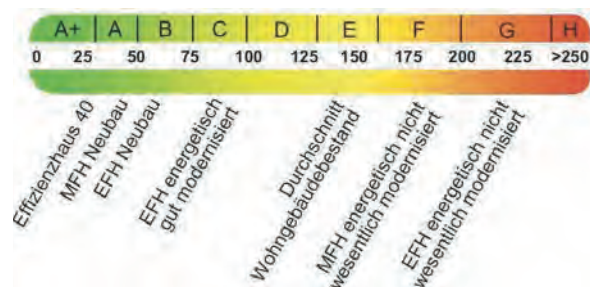 A+ A B C D E F G H
0 25 50 75 100 125 150 175 200 225 >250
Effizienzhaus 40
MFH Neubau
EFH Neubau
EFH energetisch
gut modernisiert
Durchschnitt
Wohngebäudebestand
MFH energetisch nicht
wesentlich modernisiert
EFH energetisch nicht
wesentlich modernisiert